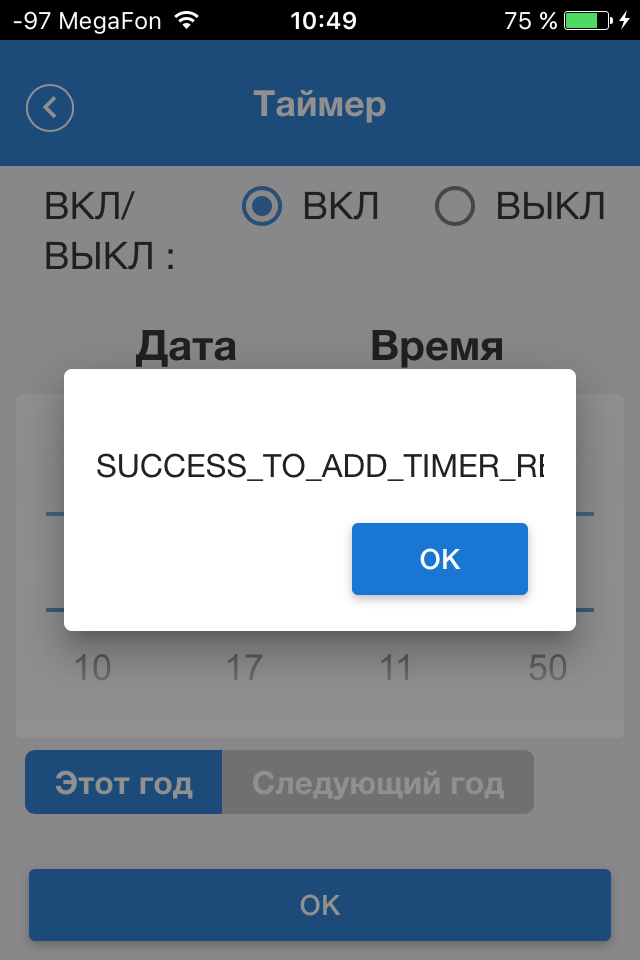 -97 MegaFon 10:49 75 %
Таймер
ВКЛ/ ВКЛ ВЫКЛ
ВЫКЛ :
Дата Время
SUCCESS_TO_ADD_TIMER_RE
OK
10 17 11 50
Этот год Следующий год
OK